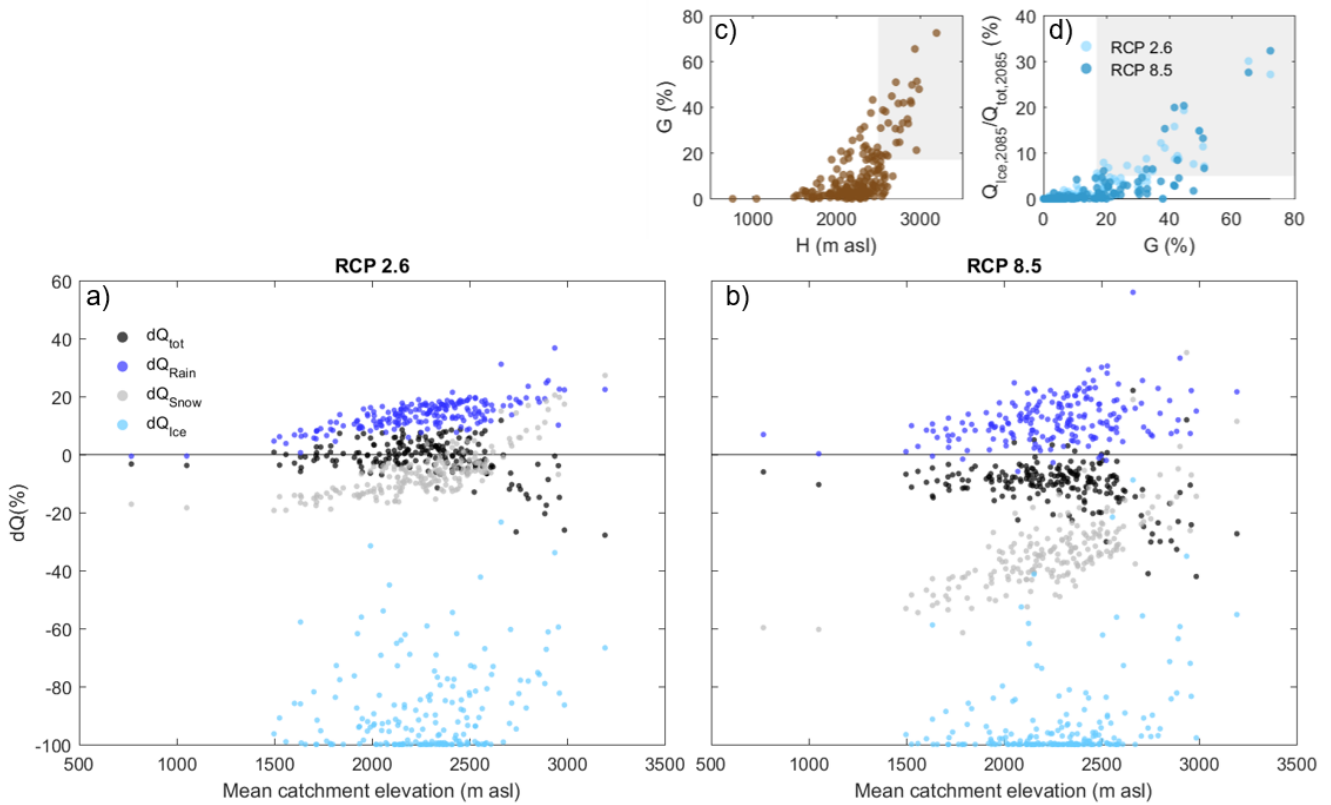 c)
80
60
40
20
0
G (%)
1000
2000
3000
H (m asl)
d)
RCP 2.6
RCP 8.5
40
30
20
10
0
Q_Ice,2085/Q_tot,2085 (%)
0
20
40
60
80
G (%)
RCP 2.6
a)
dQ_tot
dQ_Rain
dQ_Snow
dQ_Ice
60
40
20
0
-20
-40
-60
-80
-100
dQ(%)
500
1000
1500
2000
2500
3000
3500
Mean catchment elevation (m asl)
RCP 8.5
b)
500
1000
1500
2000
2500
3000
3500
Mean catchment elevation (m asl)